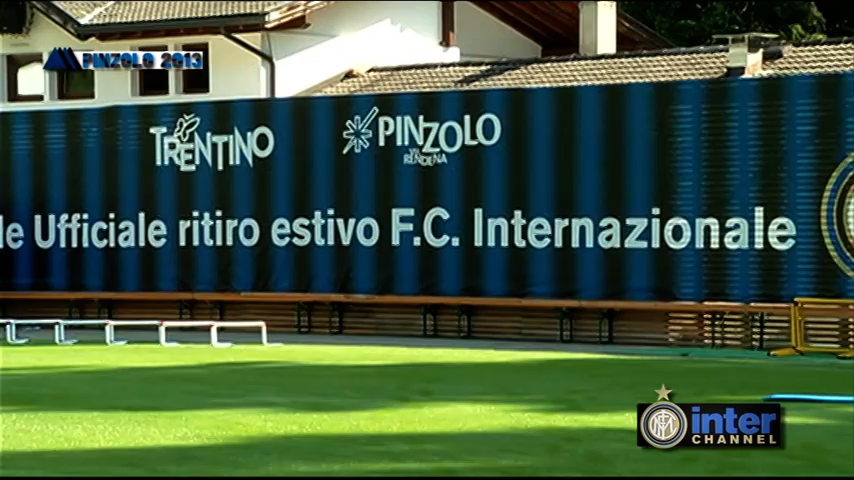 PINZOLO 2013
TRENTINO
PINZOLO
VAL RENDENA
le Ufficiale ritiro estivo F.C. Internazionale
inter
CHANNEL